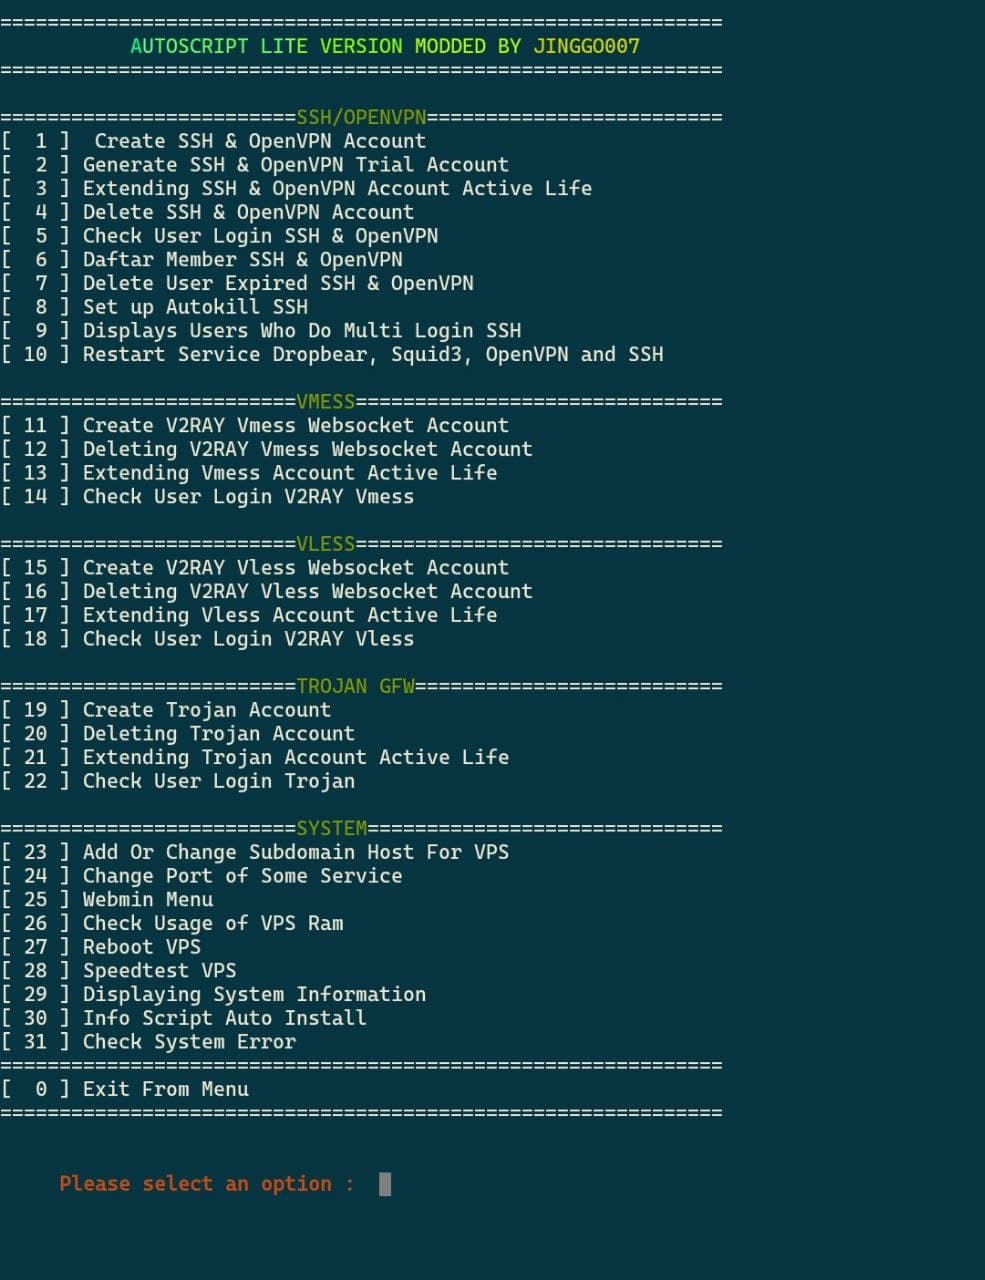 =============================================================
AUTOSCRIPT LITE VERSION MODDED BY JINGGO007
=============================================================
=========================SSH/OPENVPN=========================
[  1 ]  Create SSH & OpenVPN Account
[  2 ] Generate SSH & OpenVPN Trial Account
[  3 ] Extending SSH & OpenVPN Account Active Life
[  4 ] Delete SSH & OpenVPN Account
[  5 ] Check User Login SSH & OpenVPN
[  6 ] Daftar Member SSH & OpenVPN
[  7 ] Delete User Expired SSH & OpenVPN
[  8 ] Set up Autokill SSH
[  9 ] Displays Users Who Do Multi Login SSH
[ 10 ] Restart Service Dropbear, Squid3, OpenVPN and SSH
=========================VMESS===============================
[ 11 ] Create V2RAY Vmess Websocket Account
[ 12 ] Deleting V2RAY Vmess Websocket Account
[ 13 ] Extending Vmess Account Active Life
[ 14 ] Check User Login V2RAY Vmess
=========================VLESS===============================
[ 15 ] Create V2RAY Vless Websocket Account
[ 16 ] Deleting V2RAY Vless Websocket Account
[ 17 ] Extending Vless Account Active Life
[ 18 ] Check User Login V2RAY Vless
=========================TROJAN GFW==========================
[ 19 ] Create Trojan Account
[ 20 ] Deleting Trojan Account
[ 21 ] Extending Trojan Account Active Life
[ 22 ] Check User Login Trojan
=========================SYSTEM==============================
[ 23 ] Add Or Change Subdomain Host For VPS
[ 24 ] Change Port of Some Service
[ 25 ] Webmin Menu
[ 26 ] Check Usage of VPS Ram
[ 27 ] Reboot VPS
[ 28 ] Speedtest VPS
[ 29 ] Displaying System Information
[ 30 ] Info Script Auto Install
[ 31 ] Check System Error
=============================================================
[  0 ] Exit From Menu
=============================================================
Please select an option :